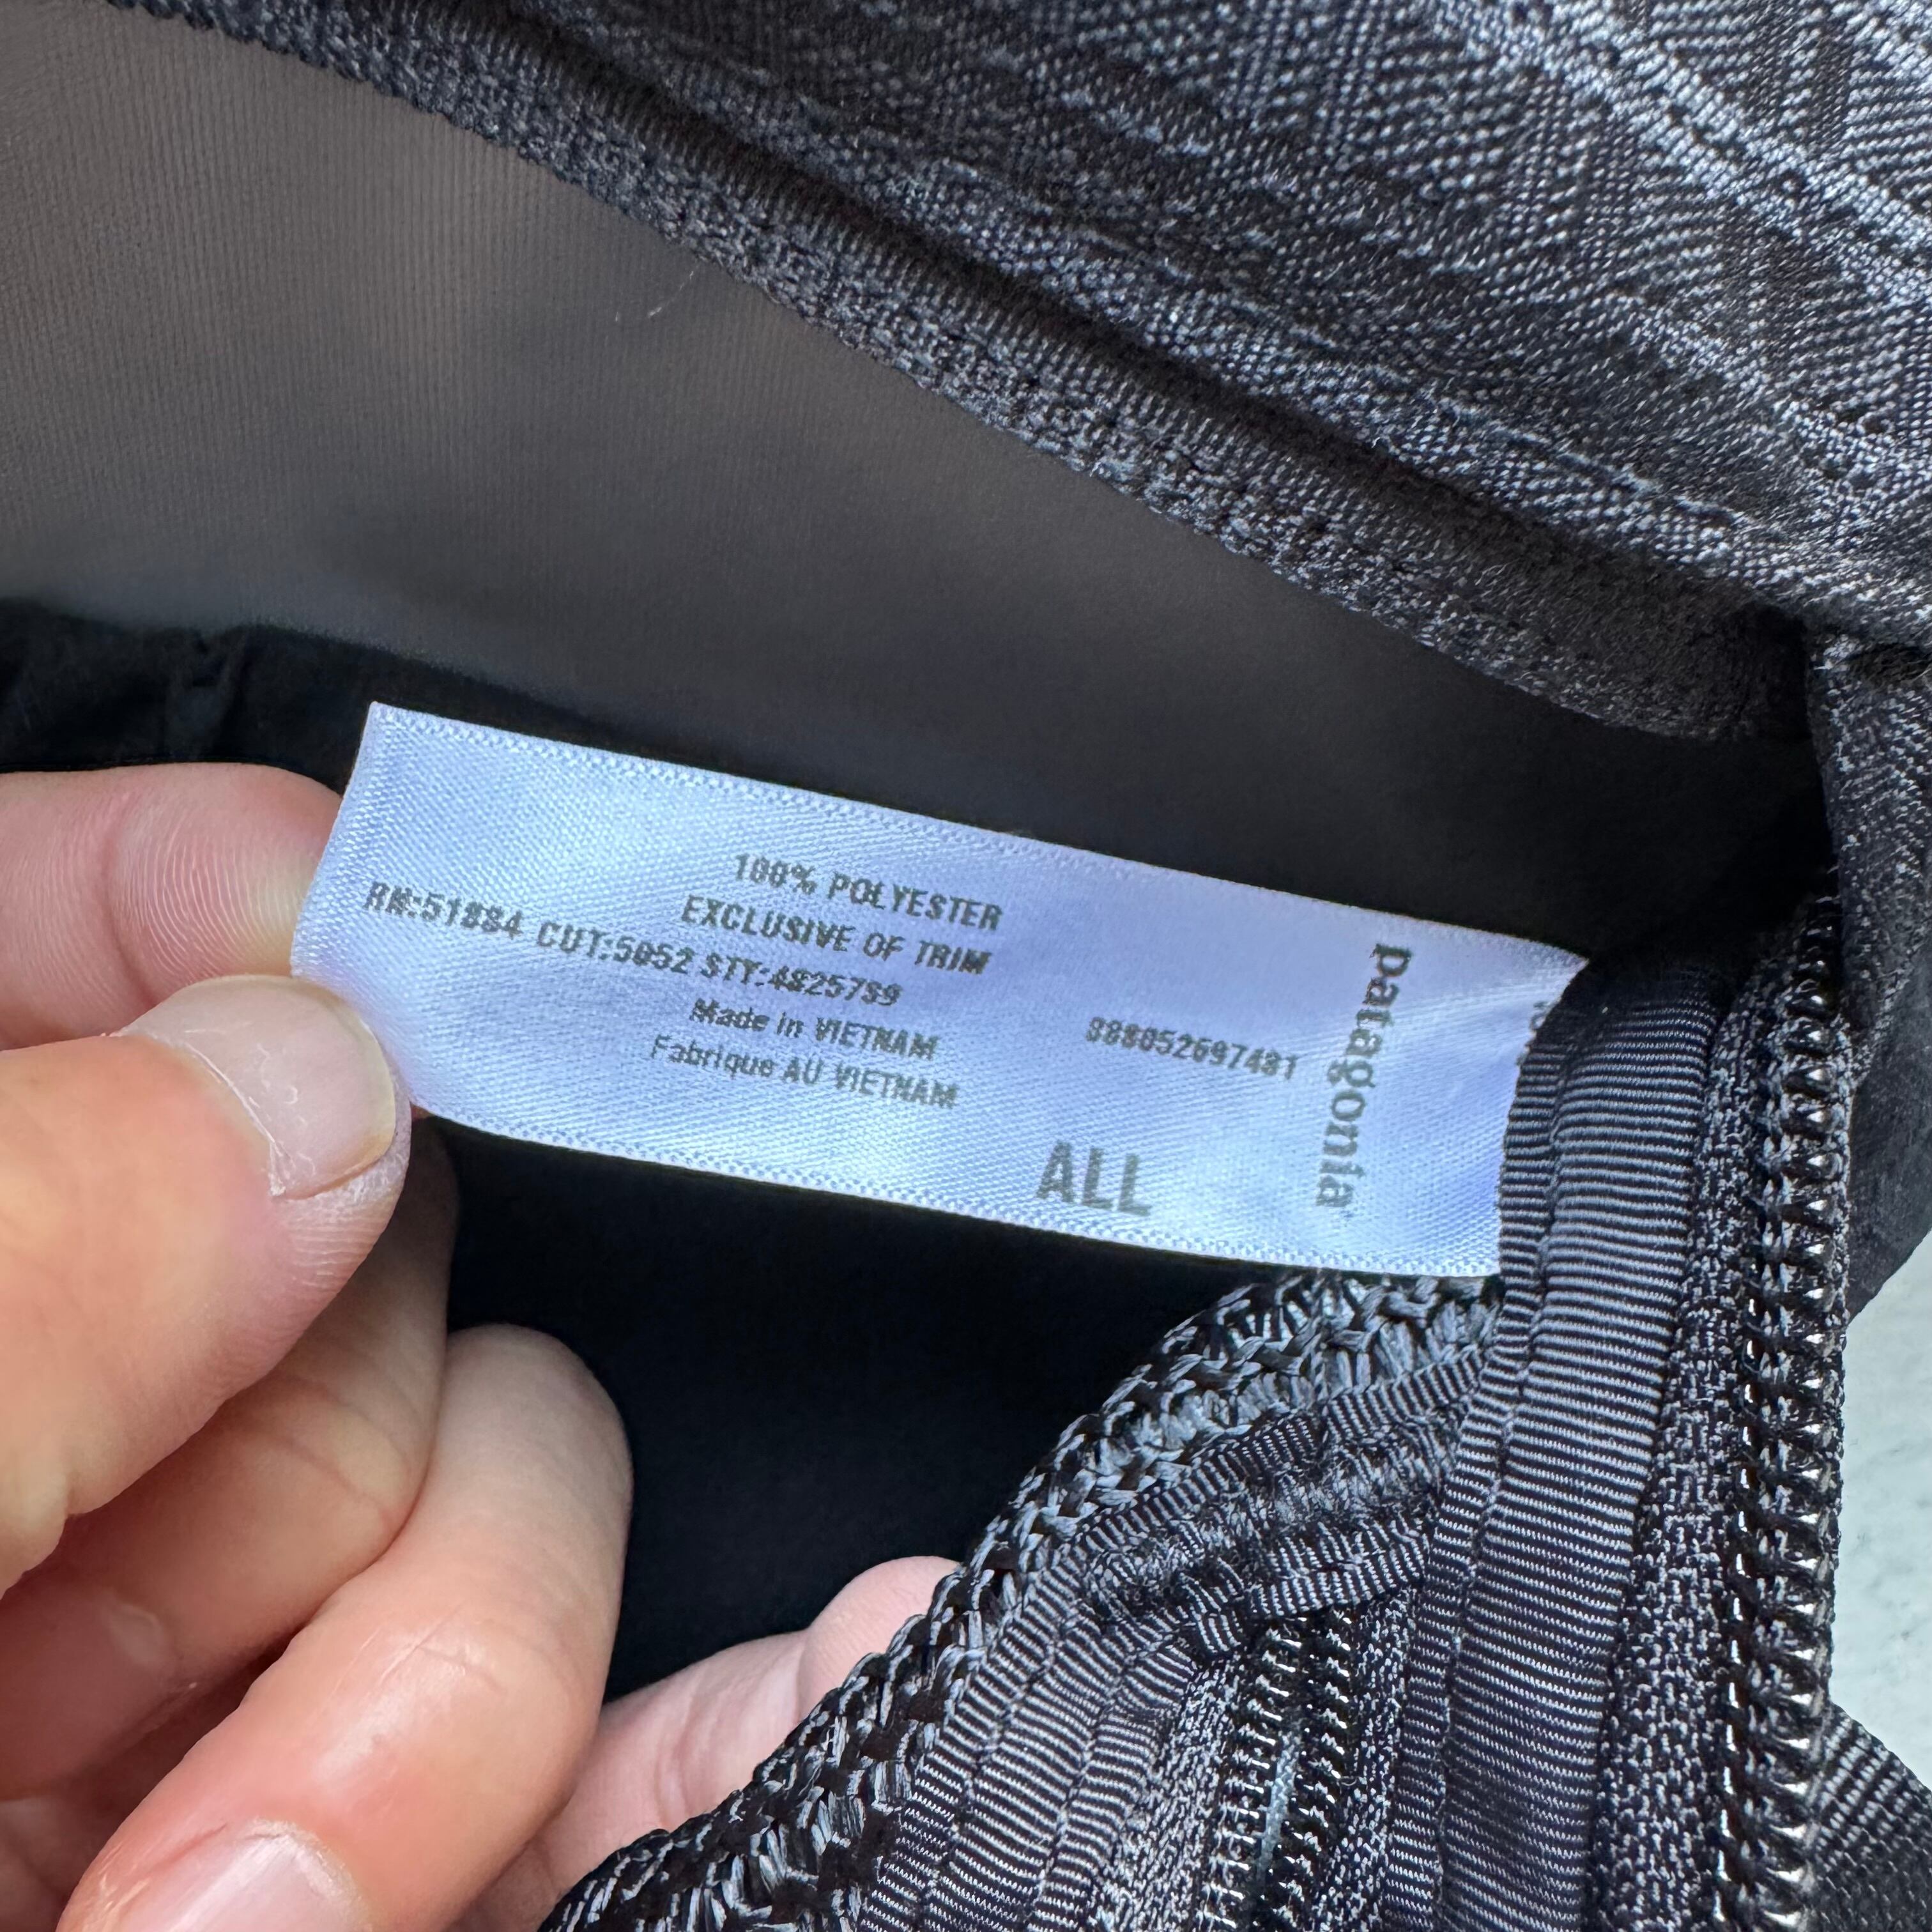 100% POLYESTER
EXCLUSIVE OF TRIM
RN:51884 CUT:5052 STY:48257S9
Made in VIETNAM
Fabrique AU VIETNAM
888052697481
ALL
patagonia